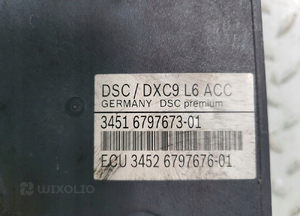 DSC / DXC9 L6 ACC
GERMANY DSC premium
3451 6797673-01
ECU 3452 6797676-01
WIXOLIO